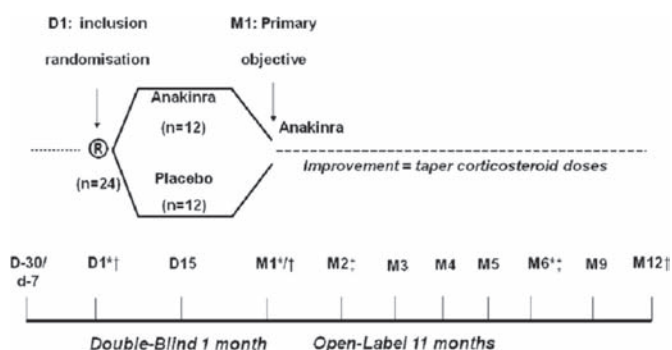 D1: inclusion
randomisation
M1: Primary
objective
Anakinra
(n=12)
Anakinra
R
(n=24)
Improvement = taper corticosteroid doses
Placebo
(n=12)
D-30/
d-7
D1*† D15 M1*/† M2‡ M3 M4 M5 M6*‡ M9 M12†
Double-Blind 1 month Open-Label 11 months